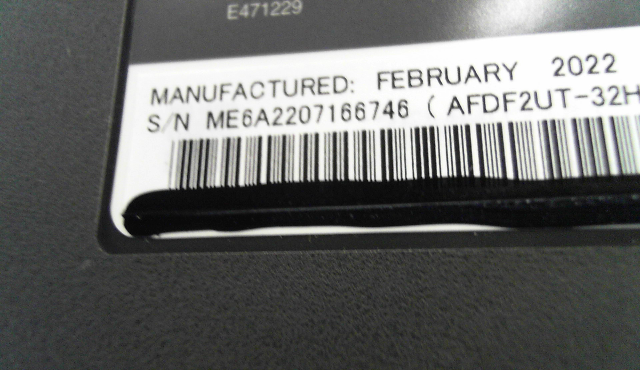 E471229
MANUFACTURED: FEBRUARY 2022
S/N ME6A2207166746 ( AFDF2UT-32H